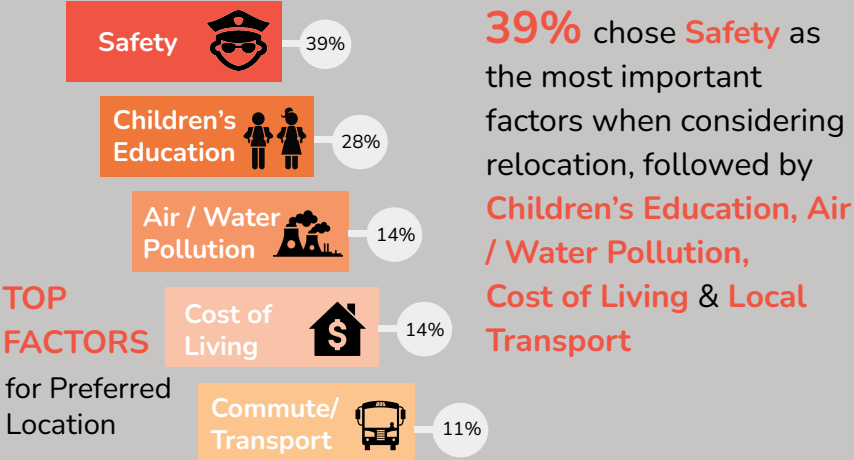 Safety
39%
Children's
Education
28%
Air / Water
Pollution
14%
Cost of
Living
14%
Commute/
Transport
11%
TOP
FACTORS
for Preferred
Location
39% chose Safety as
the most important
factors when considering
relocation, followed by
Children's Education, Air
/ Water Pollution,
Cost of Living & Local
Transport